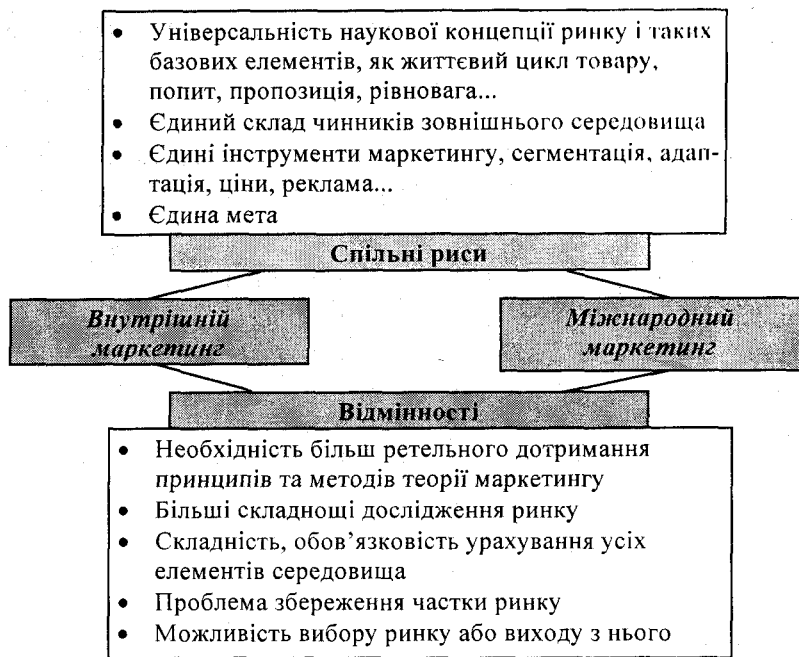 • Універсальність наукової концепції ринку і таких
базових елементів, як життєвий цикл товару,
попит, пропозиція, рівновага...
• Єдиний склад чинників зовнішнього середовища
• Єдині інструменти маркетингу, сегментація, адап-
тація, ціни, реклама...
• Єдина мета
Спільні риси
Внутрішній
маркетинг
Міжнародний
маркетинг
Відмінності
• Необхідність більш ретельного дотримання
принципів та методів теорії маркетингу
• Більші складнощі дослідження ринку
• Складність, обов’язковість урахування усіх
елементів середовища
• Проблема збереження частки ринку
• Можливість вибору ринку або виходу з нього